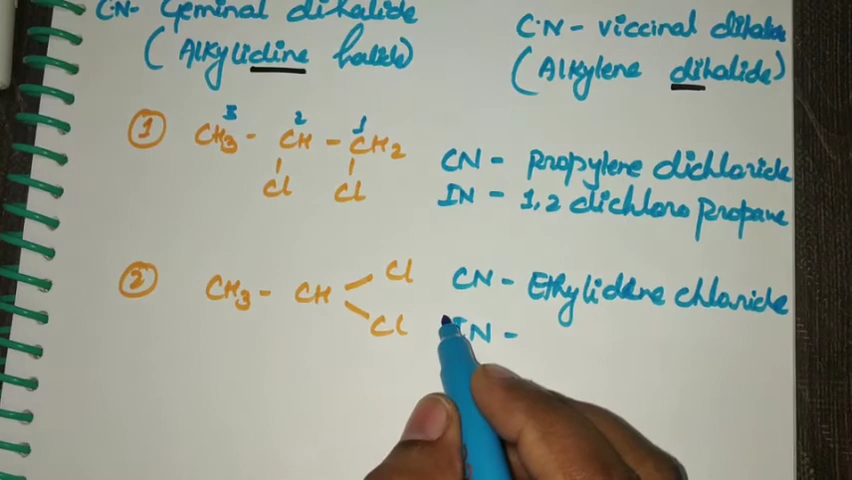 CN- Geminal dihalide
(Alkylidine halide)
C.N - viccinal dihalide
(Alkylene dihalide)
① 3 2 1
CH3 - CH - CH2
Cl Cl
CN - propylene dichloride
IN - 1,2 dichloro propane
② CH3 - CH Cl
Cl
CN - Ethylidene chloride
IN -